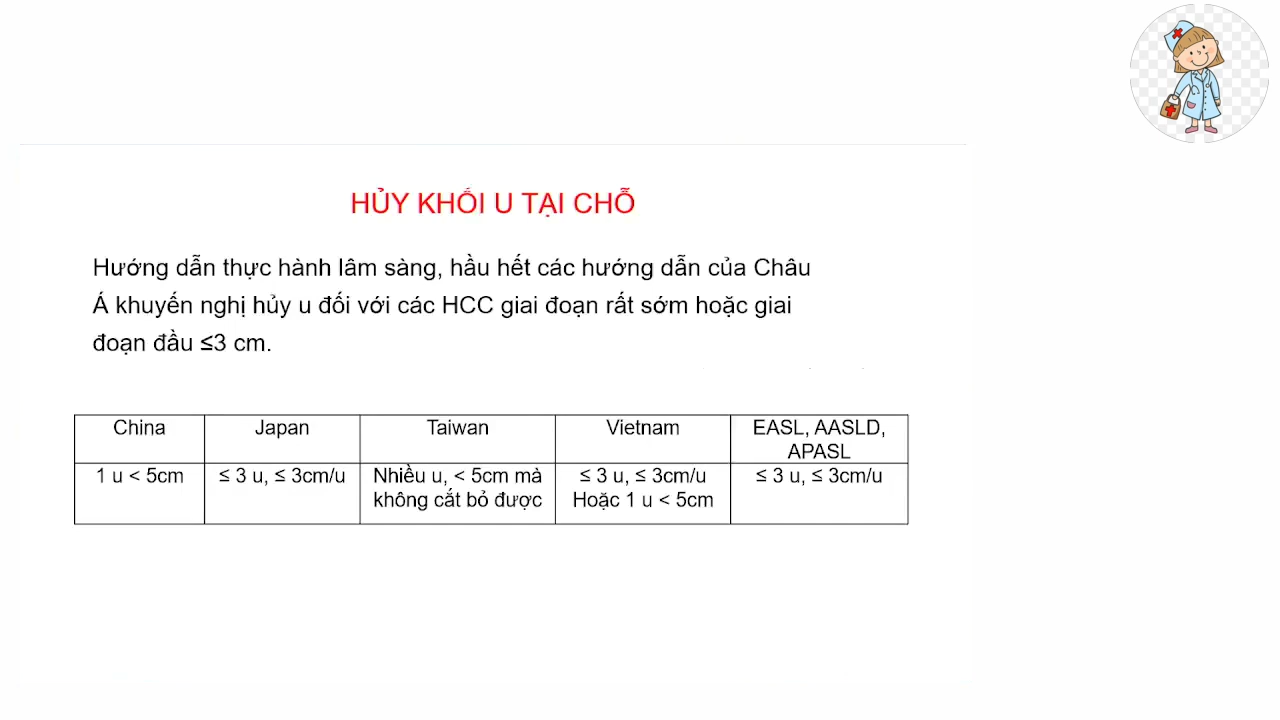 HỦY KHỐI U TẠI CHỖ
Hướng dẫn thực hành lâm sàng, hầu hết các hướng dẫn của Châu
Á khuyến nghị hủy u đối với các HCC giai đoạn rất sớm hoặc giai
đoạn đầu ≤3 cm.
China Japan Taiwan Vietnam EASL, AASLD,
APASL
1 u < 5cm ≤ 3 u, ≤ 3cm/u Nhiều u, < 5cm mà ≤ 3 u, ≤ 3cm/u ≤ 3 u, ≤ 3cm/u
không cắt bỏ được Hoặc 1 u < 5cm